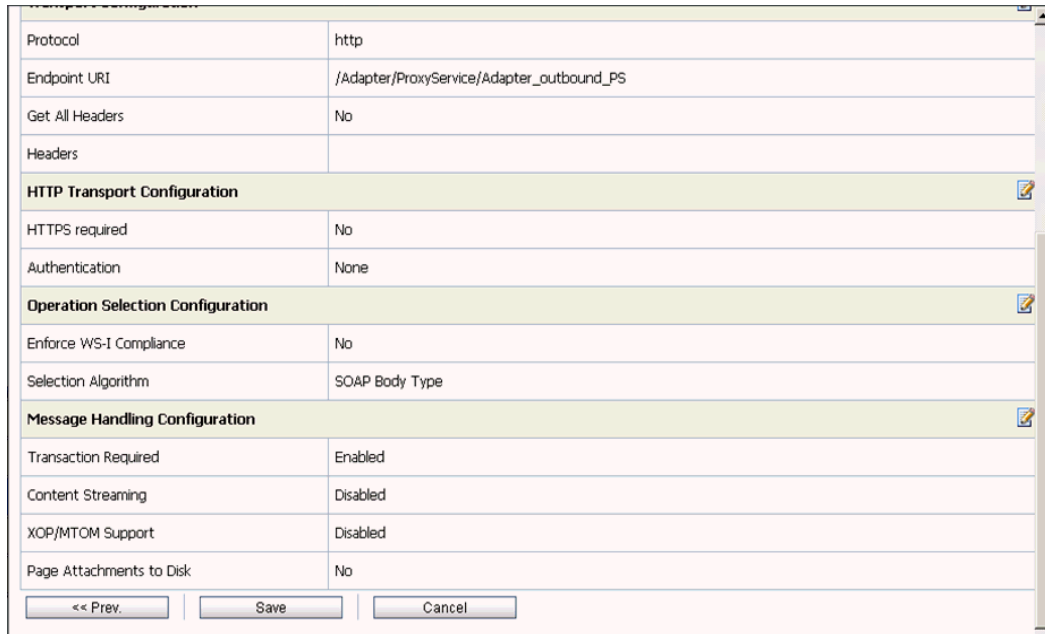 Protocol http
Endpoint URI /Adapter/ProxyService/Adapter_outbound_PS
Get All Headers No
Headers
HTTP Transport Configuration
HTTPS required No
Authentication None
Operation Selection Configuration
Enforce WS-I Compliance No
Selection Algorithm SOAP Body Type
Message Handling Configuration
Transaction Required Enabled
Content Streaming Disabled
XOP/MTOM Support Disabled
Page Attachments to Disk No
<< Prev. Save Cancel